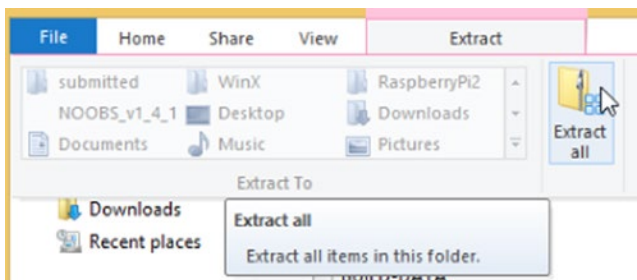 File Home Share View Extract
submitted WinX RaspberryPi2
NOOBS_v1_4_1 Desktop Downloads
Documents Music Pictures
Extract
all
Extract To
Downloads
Extract all
Recent places
Extract all items in this folder.